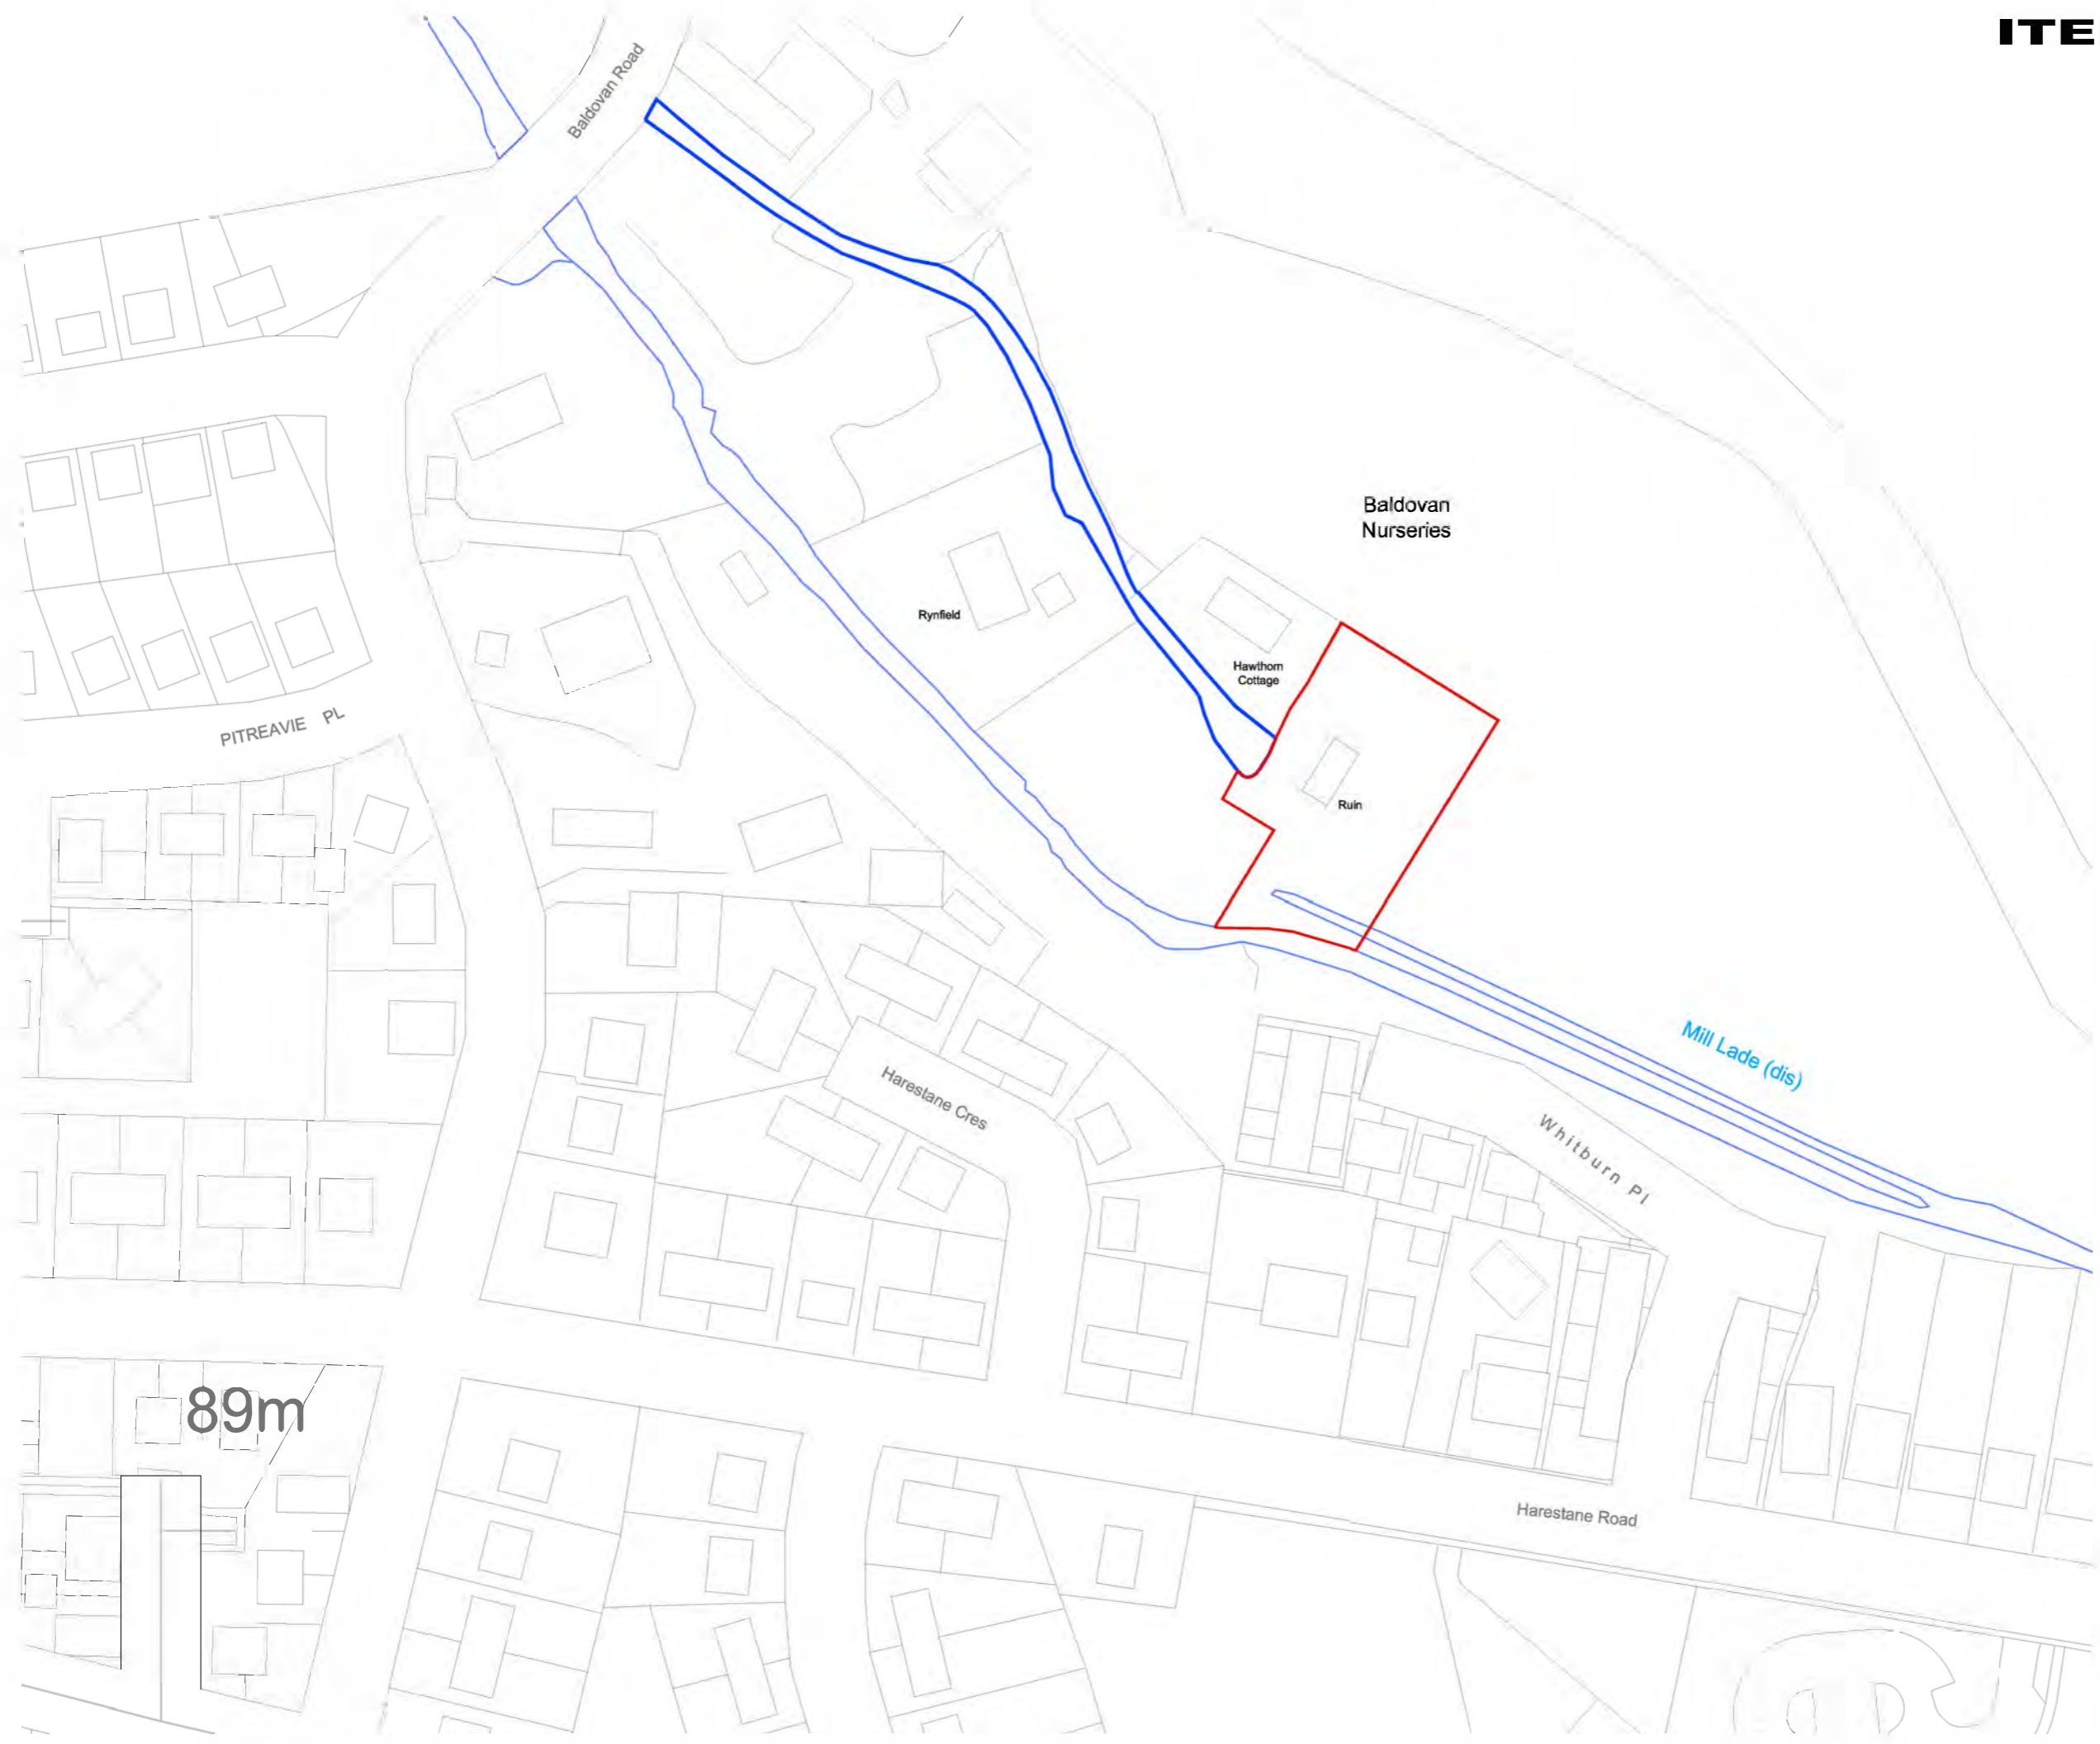 ITE
Baldovan Road
Baldovan
Nurseries
Rynfield
Hawthorn
Cottage
PITREAVIE PL
Ruin
Mill Lade (dis)
Harestane Cres
Whitburn Pl
89m
Harestane Road